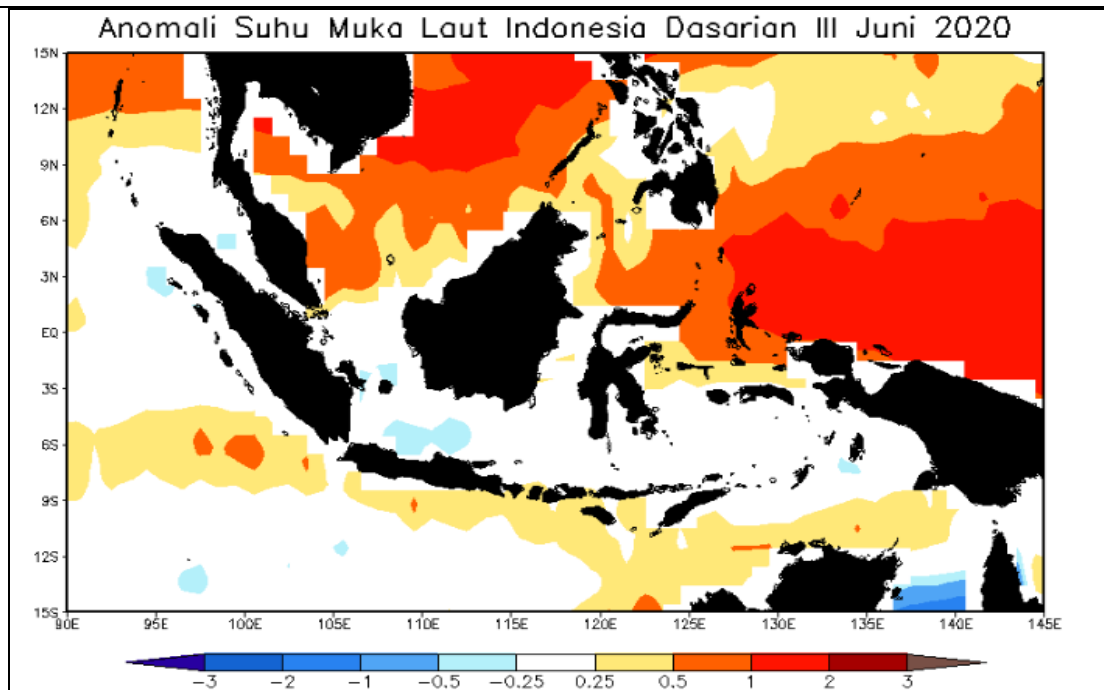 Anomali Suhu Muka Laut Indonesia Dasarian III Juni 2020
15N
12N
9N
6N
3N
EQ
3S
6S
9S
12S
15S
90E 95E 100E 105E 110E 115E 120E 125E 130E 135E 140E 145E
-3 -2 -1 -0.5 -0.25 0.25 0.5 1 2 3